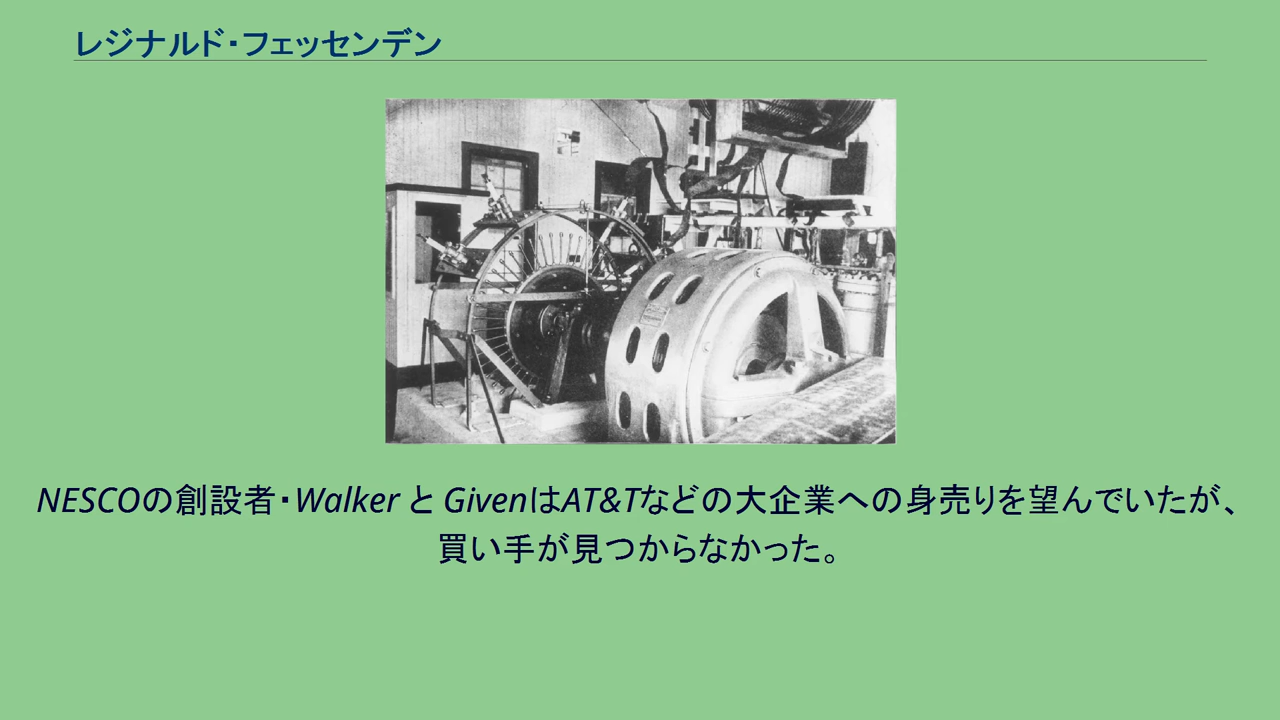 レジナルド・フェッセンデン
NESCOの創設者・Walker と GivenはAT&Tなどの大企業への身売りを望んでいたが、
買い手が見つからなかった。